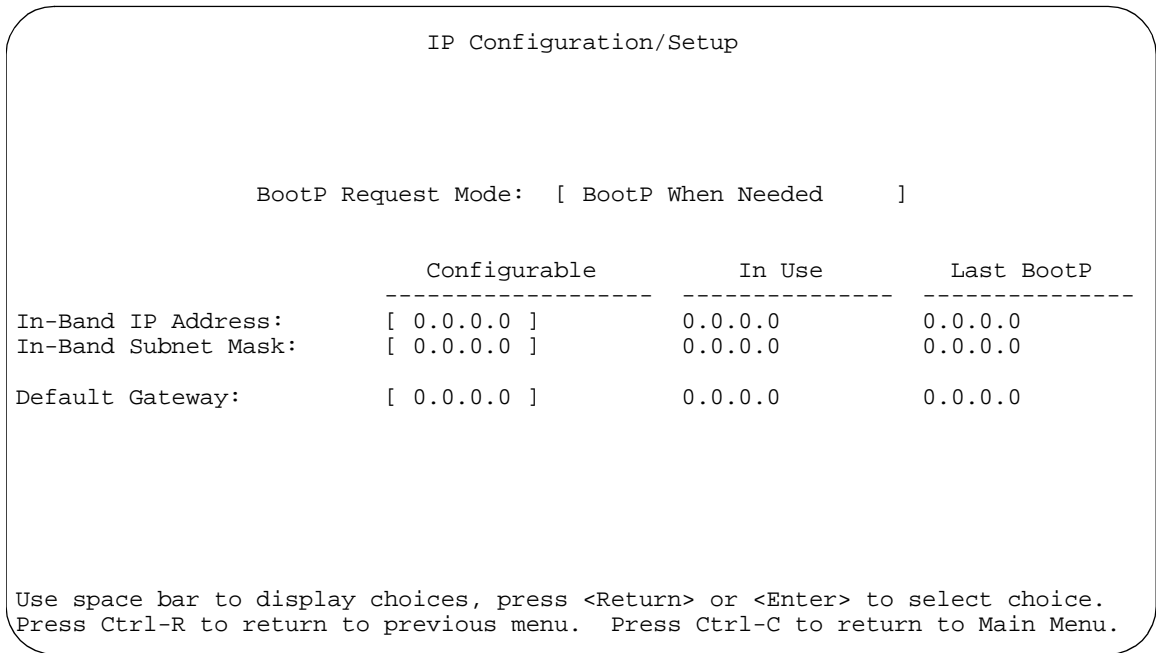 IP Configuration/Setup
BootP Request Mode: [ BootP When Needed ]
Configurable In Use Last BootP
------------------- --------------- ---------------
In-Band IP Address: [ 0.0.0.0 ] 0.0.0.0 0.0.0.0
In-Band Subnet Mask: [ 0.0.0.0 ] 0.0.0.0 0.0.0.0
Default Gateway: [ 0.0.0.0 ] 0.0.0.0 0.0.0.0
Use space bar to display choices, press <Return> or <Enter> to select choice.
Press Ctrl-R to return to previous menu. Press Ctrl-C to return to Main Menu.